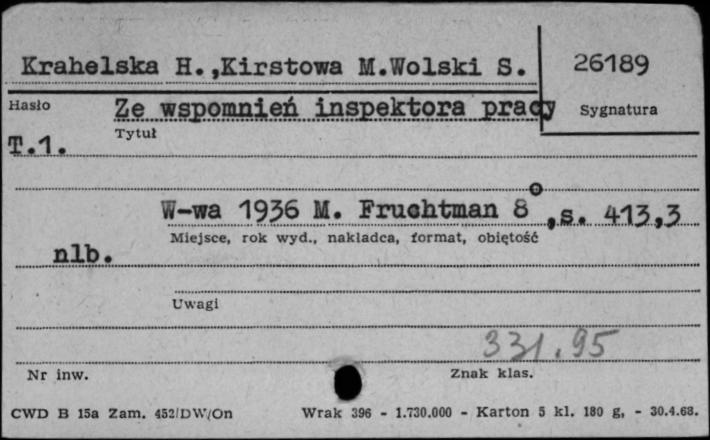 Krahelska H.,Kirstowa M.Wolski S.
26189
Hasło
Ze wspomnień inspektora pracy
Sygnatura
Tytuł
T.1.
W-wa 1936 M. Fruchtman 8°,s. 413,3
Miejsce, rok wyd., nakładca, format, objętość
nlb.
Uwagi
331.95
Nr inw.
Znak klas.
CWD B 15a Zam. 452/DW/On
Wrak 396 - 1.730.000 - Karton 5 kl. 180 g, - 30.4.68.